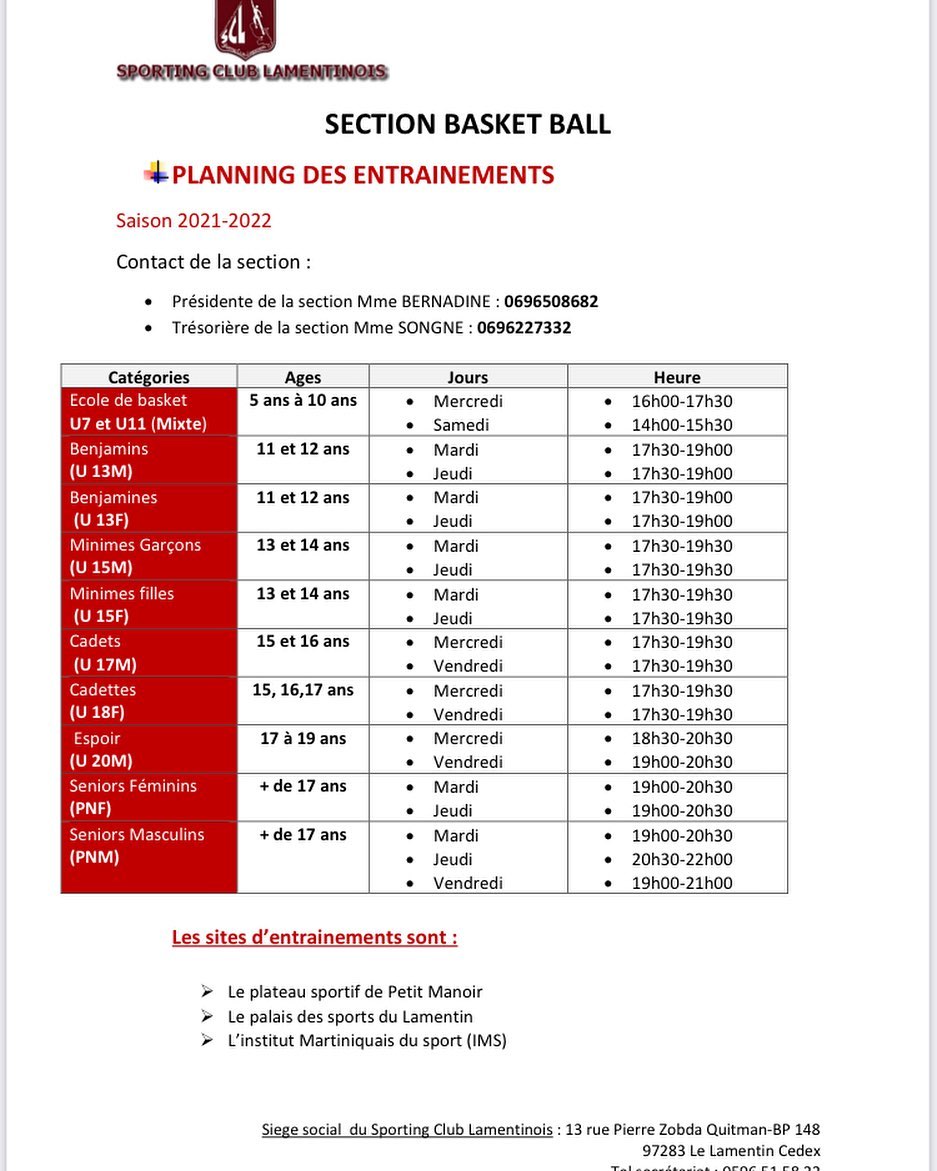 SCL
SPORTING CLUB LAMENTINOIS
SECTION BASKET BALL
PLANNING DES ENTRAINEMENTS
Saison 2021-2022
Contact de la section :
• Présidente de la section Mme BERNADINE : 0696508682
• Trésorière de la section Mme SONGNE : 0696227332
Catégories Ages Jours Heure
Ecole de basket 5 ans à 10 ans • Mercredi • 16h00-17h30
U7 et U11 (Mixte) • Samedi • 14h00-15h30
Benjamins 11 et 12 ans • Mardi • 17h30-19h00
(U 13M) • Jeudi • 17h30-19h00
Benjamines 11 et 12 ans • Mardi • 17h30-19h00
(U 13F) • Jeudi • 17h30-19h00
Minimes Garçons 13 et 14 ans • Mardi • 17h30-19h30
(U 15M) • Jeudi • 17h30-19h30
Minimes filles 13 et 14 ans • Mardi • 17h30-19h30
(U 15F) • Jeudi • 17h30-19h30
Cadets 15 et 16 ans • Mercredi • 17h30-19h30
(U 17M) • Vendredi • 17h30-19h30
Cadettes 15, 16,17 ans • Mercredi • 17h30-19h30
(U 18F) • Vendredi • 17h30-19h30
Espoir 17 à 19 ans • Mercredi • 18h30-20h30
(U 20M) • Vendredi • 19h00-20h30
Seniors Féminins + de 17 ans • Mardi • 19h00-20h30
(PNF) • Jeudi • 19h00-20h30
Seniors Masculins + de 17 ans • Mardi • 19h00-20h30
(PNM) • Jeudi • 20h30-22h00
• Vendredi • 19h00-21h00
Les sites d’entrainements sont :
➢ Le plateau sportif de Petit Manoir
➢ Le palais des sports du Lamentin
➢ L’institut Martiniquais du sport (IMS)
Siege social du Sporting Club Lamentinois : 13 rue Pierre Zobda Quitman-BP 148
97283 Le Lamentin Cedex
Tel secrétariat : 0596 51 58